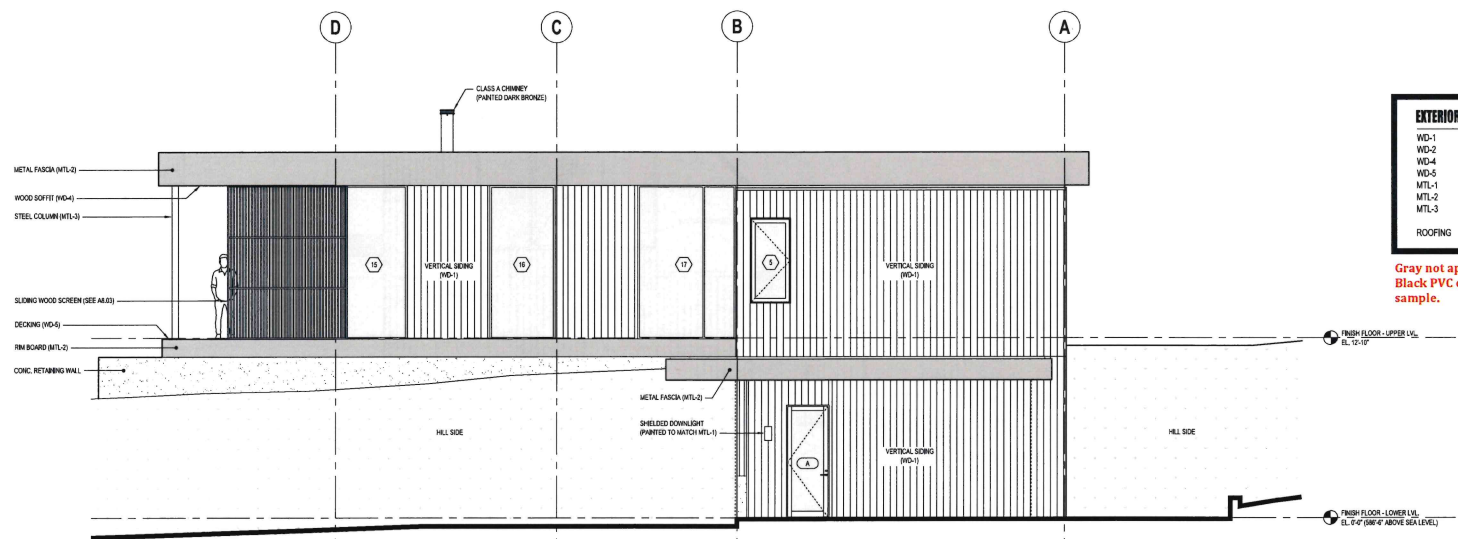 D
C
B
A
CLASS A CHIMNEY
(PAINTED DARK BRONZE)
EXTERIOR
WD-1
WD-2
WD-4
WD-5
MTL-1
MTL-2
MTL-3
ROOFING
Gray not ap
Black PVC o
sample.
METAL FASCIA (MTL-2)
WOOD SOFFIT (WD-4)
STEEL COLUMN (MTL-3)
15
VERTICAL SIDING
(WD-1)
16
17
5
VERTICAL SIDING
(WD-1)
SLIDING WOOD SCREEN (SEE A8.03)
DECKING (WD-5)
RIM BOARD (MTL-2)
CONC. RETAINING WALL
FINISH FLOOR - UPPER LVL.
EL. 12'-10"
METAL FASCIA (MTL-2)
SHIELDED DOWNLIGHT
(PAINTED TO MATCH MTL-1)
HILL SIDE
A
VERTICAL SIDING
(WD-1)
HILL SIDE
FINISH FLOOR - LOWER LVL.
EL. 0'-0" (586'-6" ABOVE SEA LEVEL)